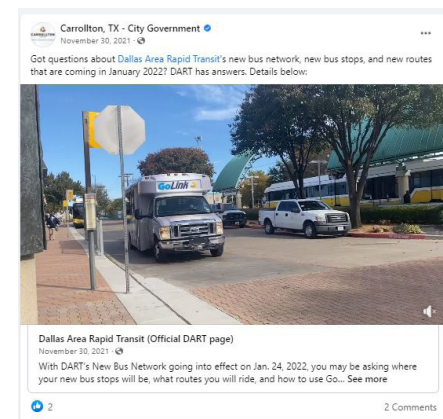 Carrollton, TX - City Government
November 30, 2021 ·
Got questions about Dallas Area Rapid Transit's new bus network, new bus stops, and new routes
that are coming in January 2022? DART has answers. Details below:
GoLink
Dallas Area Rapid Transit (Official DART page)
November 30, 2021 ·
With DART's New Bus Network going into effect on Jan. 24, 2022, you may be asking where
your new bus stops will be, what routes you will ride, and how to use Go... See more
2
2 Comments